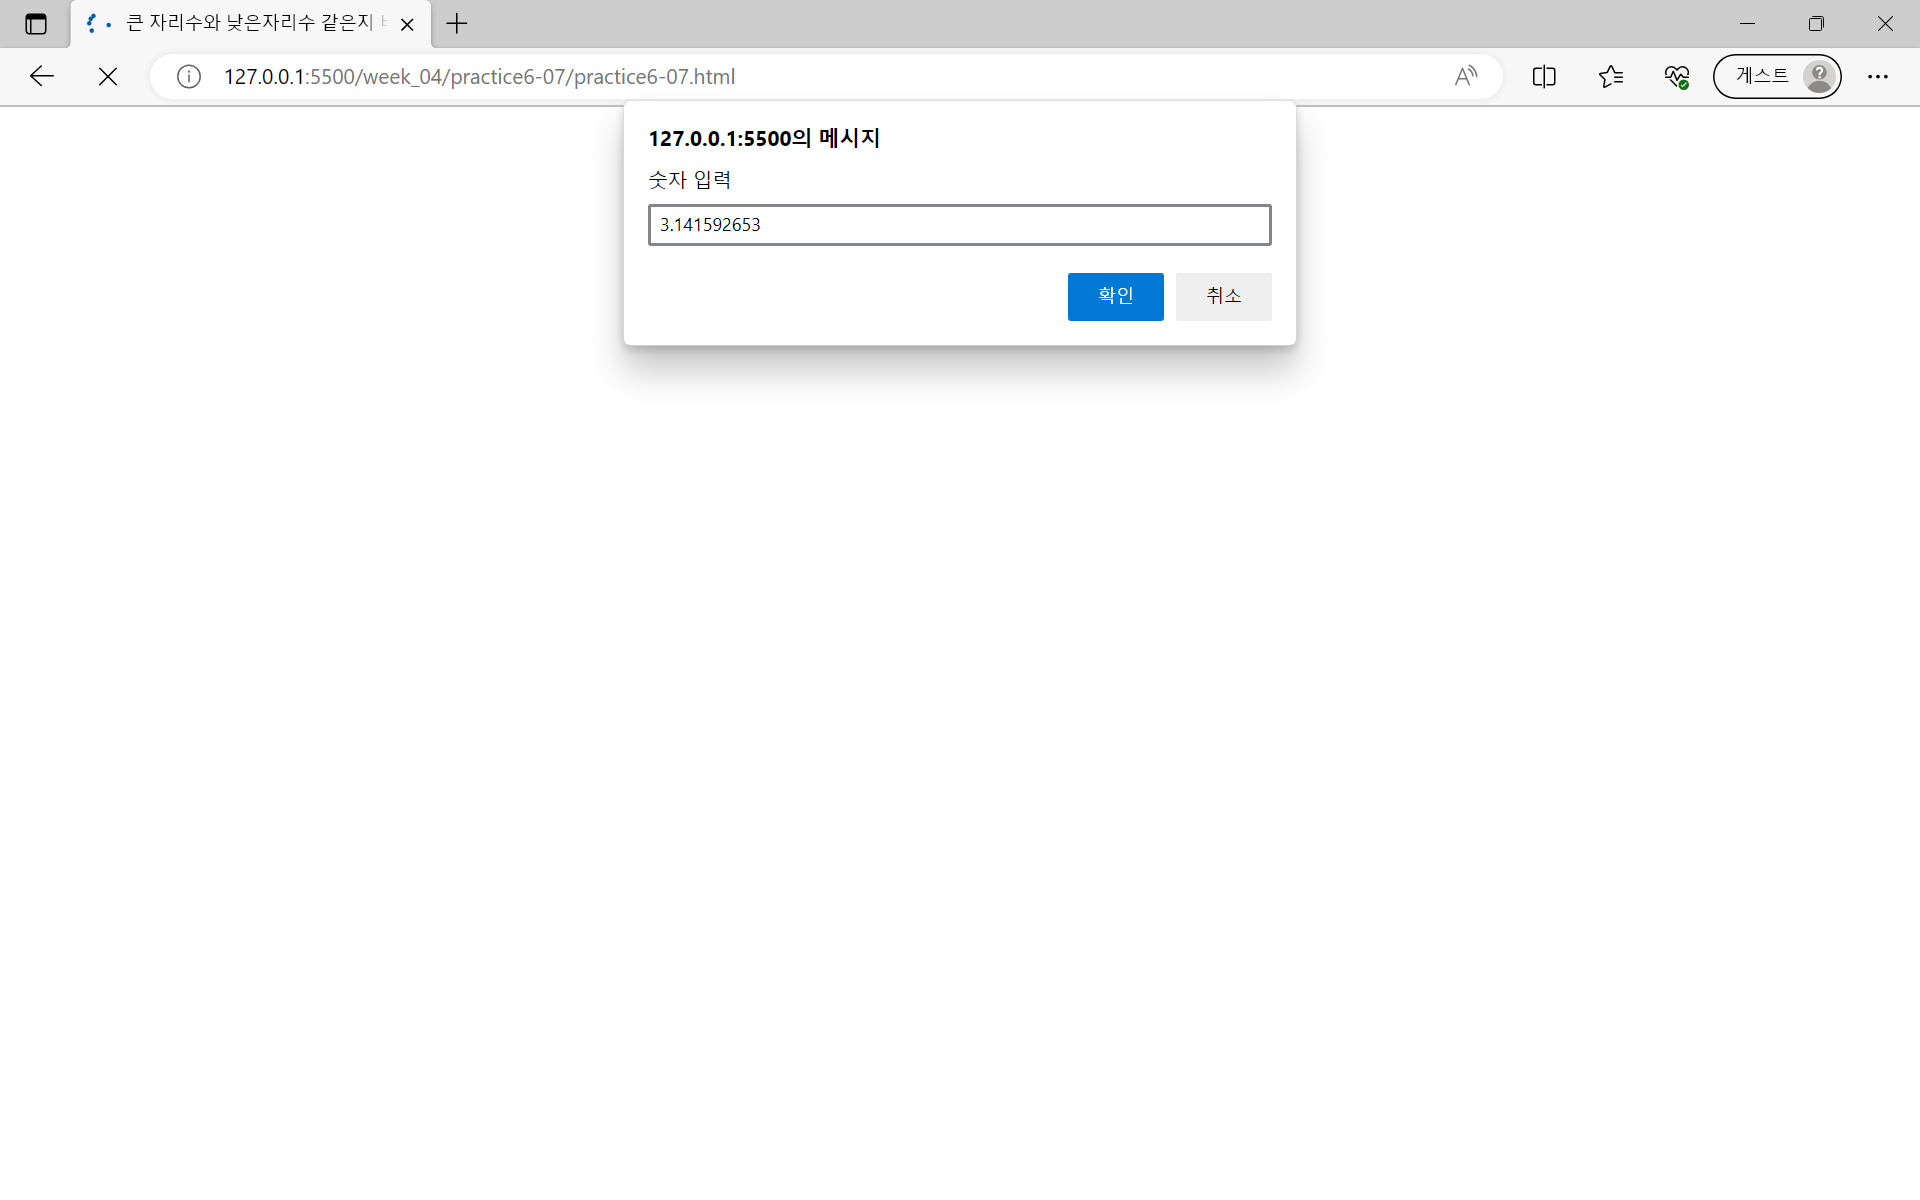 큰 자리수와 낮은자리수 같은지
127.0.0.1:5500/week_04/practice6-07/practice6-07.html
게스트
127.0.0.1:5500의 메시지
숫자 입력
3.141592653
확인 취소